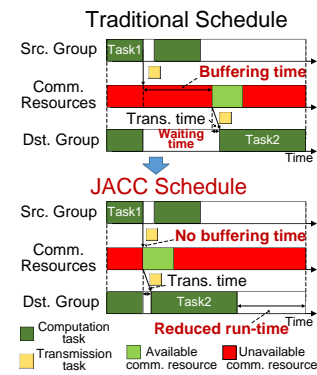 Traditional Schedule
Src. Group
Task1
Buffering time
Comm.
Resources
Trans. time
Waiting
time
Dst. Group
Task2
Time
JACC Schedule
Src. Group
Task1
No buffering time
Comm.
Resources
Trans. time
Dst. Group
Task2
Reduced run-time
Time
Computation
task
Transmission
task
Available
comm. resource
Unavailable
comm. resource